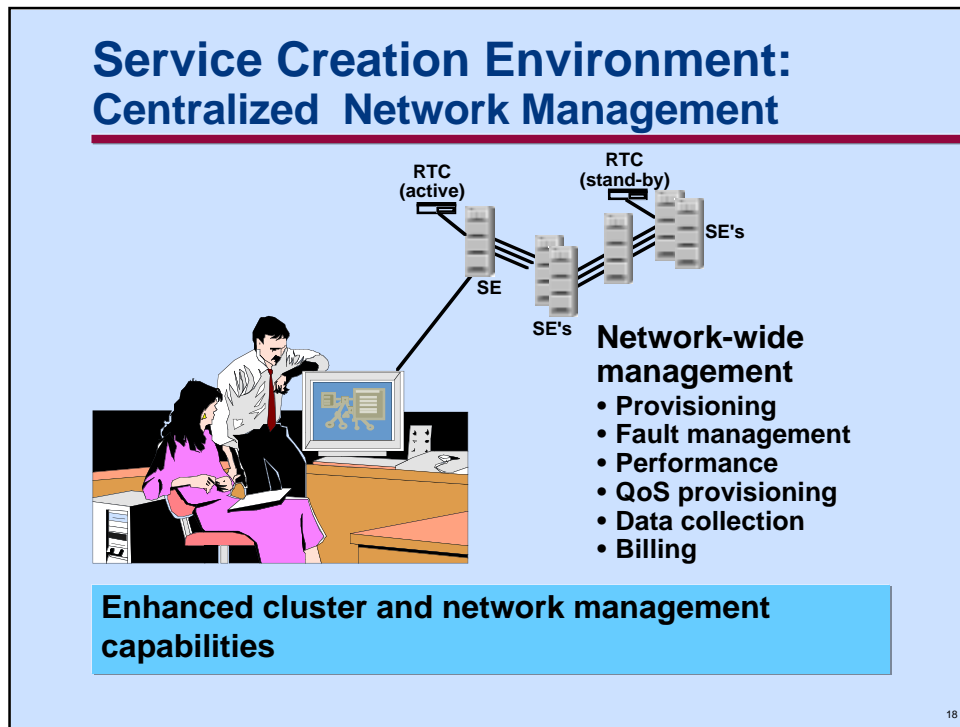 Service Creation Environment:
Centralized Network Management
RTC
(active)
RTC
(stand-by)
SE's
SE
SE's
Network-wide
management
• Provisioning
• Fault management
• Performance
• QoS provisioning
• Data collection
• Billing
Enhanced cluster and network management
capabilities
18